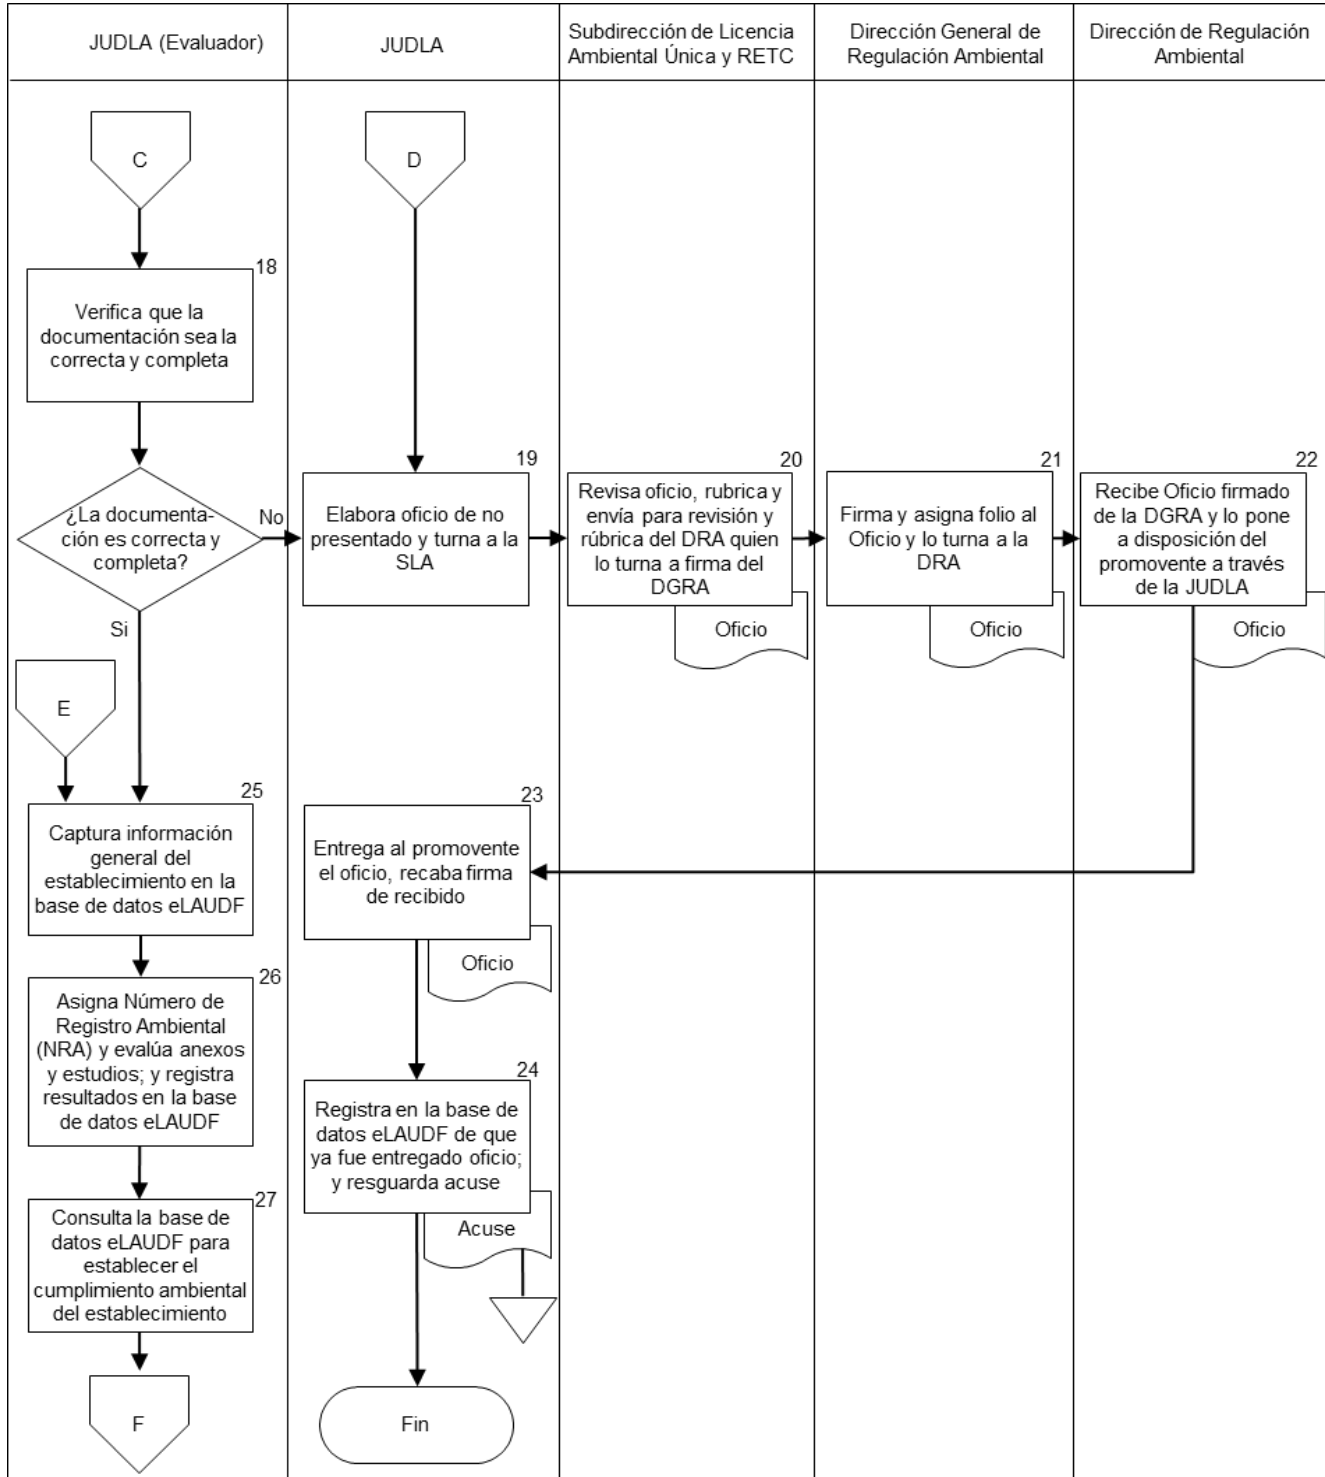 JUDLA (Evaluador)
JUDLA
Subdirección de Licencia
Ambiental Única y RETC
Dirección General de
Regulación Ambiental
Dirección de Regulación
Ambiental
C
D
18
Verifica que la
documentación sea la
correcta y completa
¿La documenta-
ción es correcta y
completa?
No
Si
19
Elabora oficio de no
presentado y turna a la
SLA
20
Revisa oficio, rubrica y
envía para revisión y
rúbrica del DRA quien
lo turna a firma del
DGRA
Oficio
21
Firma y asigna folio al
Oficio y lo turna a la
DRA
Oficio
22
Recibe Oficio firmado
de la DGRA y lo pone
a disposición del
promovente a través
de la JUDLA
Oficio
E
25
Captura información
general del
establecimiento en la
base de datos eLAUDF
23
Entrega al promovente
el oficio, recaba firma
de recibido
Oficio
26
Asigna Número de
Registro Ambiental
(NRA) y evalúa anexos
y estudios; y registra
resultados en la base
de datos eLAUDF
24
Registra en la base de
datos eLAUDF de que
ya fue entregado oficio;
y resguarda acuse
Acuse
27
Consulta la base de
datos eLAUDF para
establecer el
cumplimiento ambiental
del establecimiento
F
Fin